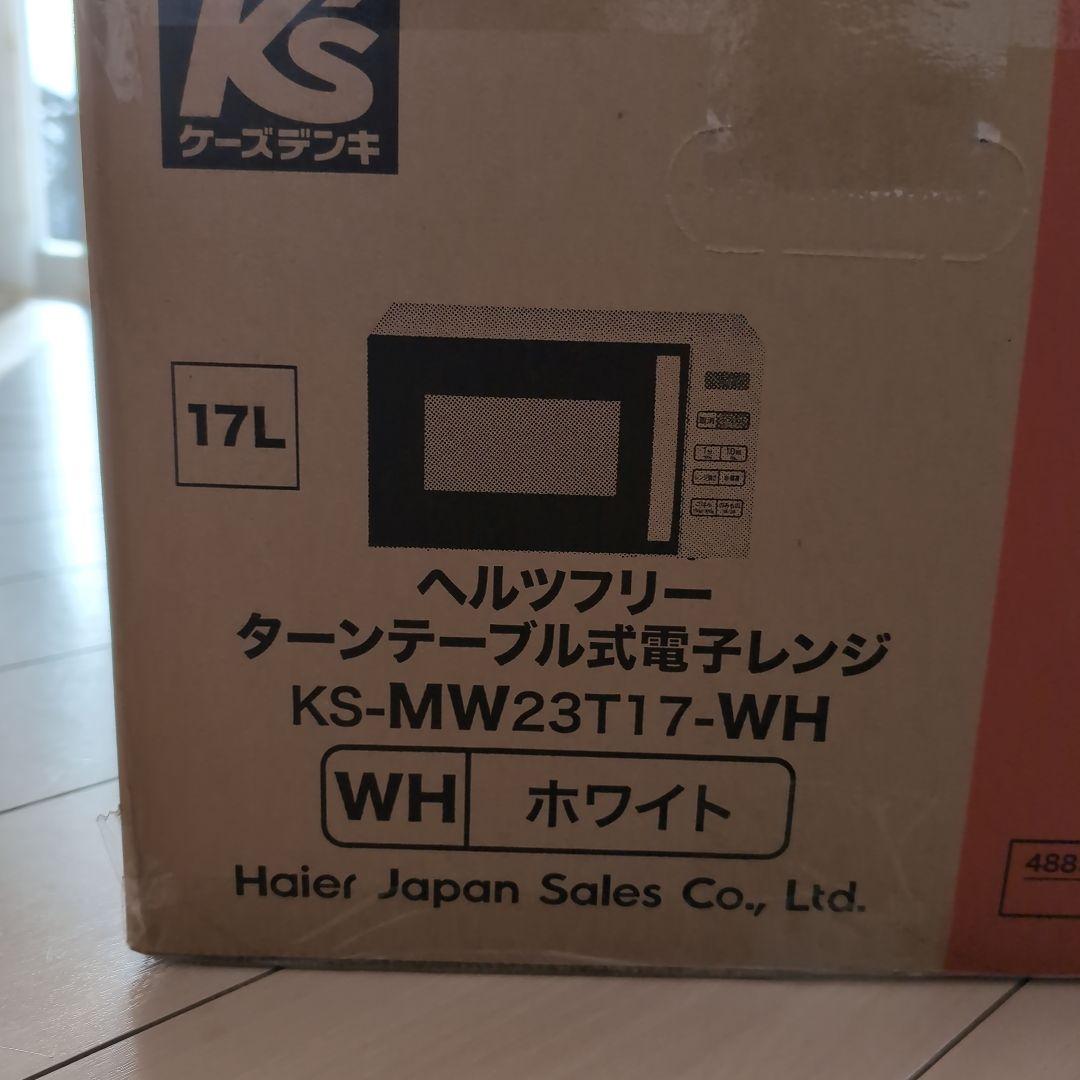 K's
ケーズデンキ
17L
ヘルツフリー
ターンテーブル式電子レンジ
KS-MW23T17-WH
WH ホワイト
Haier Japan Sales Co., Ltd.
488